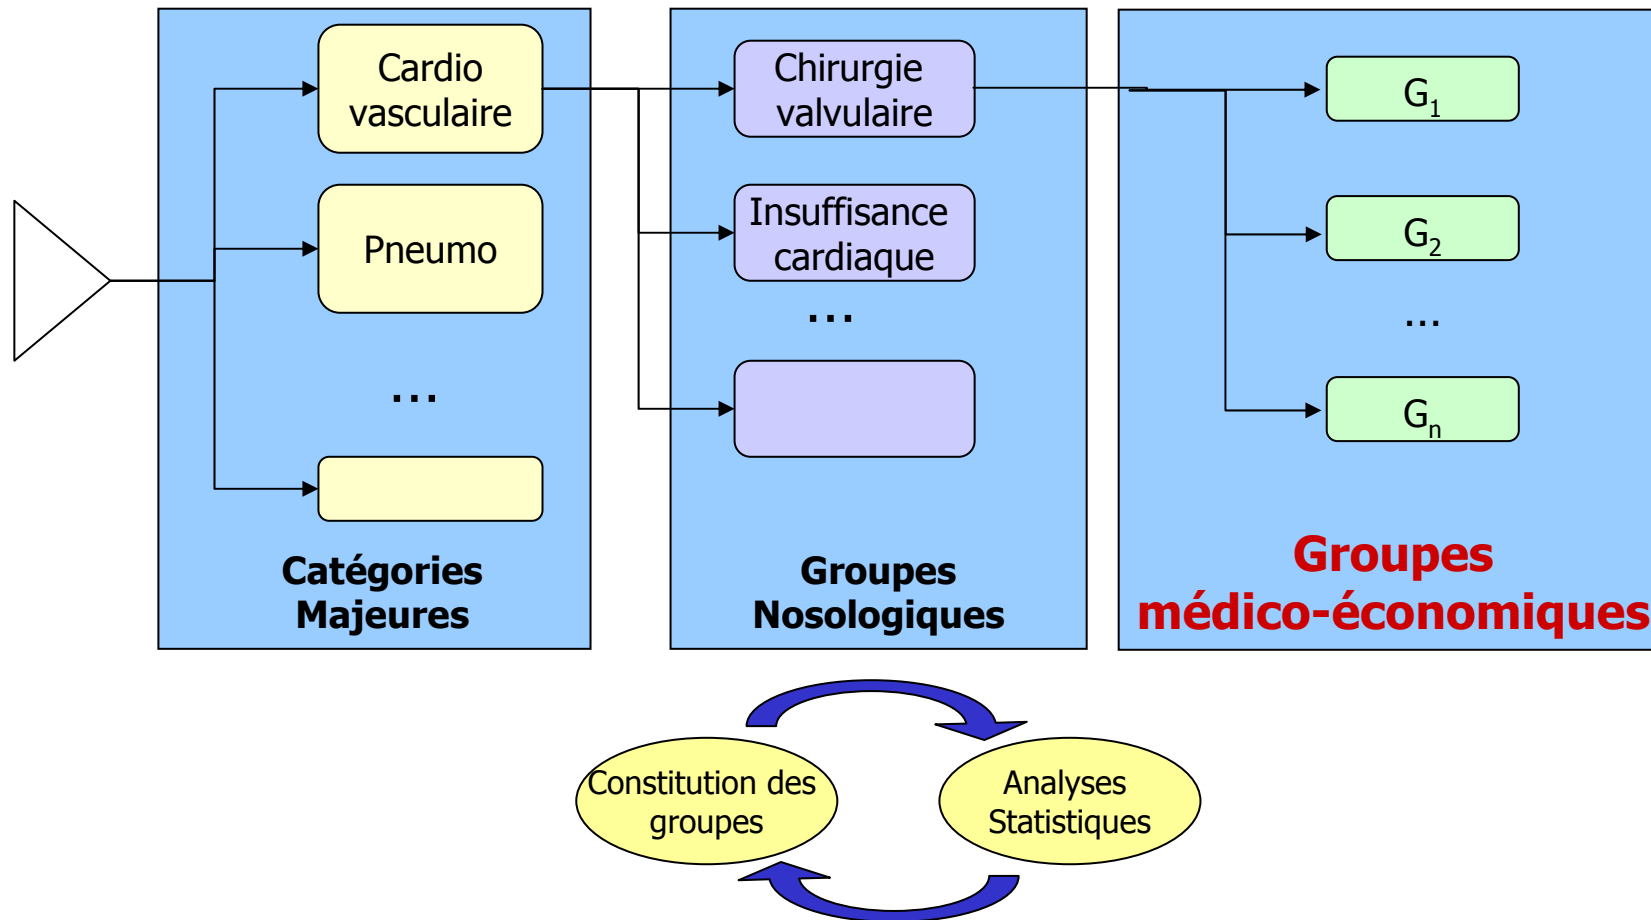 Cardio
vasculaire
Pneumo
...
Catégories
Majeures
Chirurgie
valvulaire
Insuffisance
cardiaque
...
Groupes
Nosologiques
G₁
G₂
...
Gₙ
Groupes
médico-économiques
Constitution des
groupes
Analyses
Statistiques